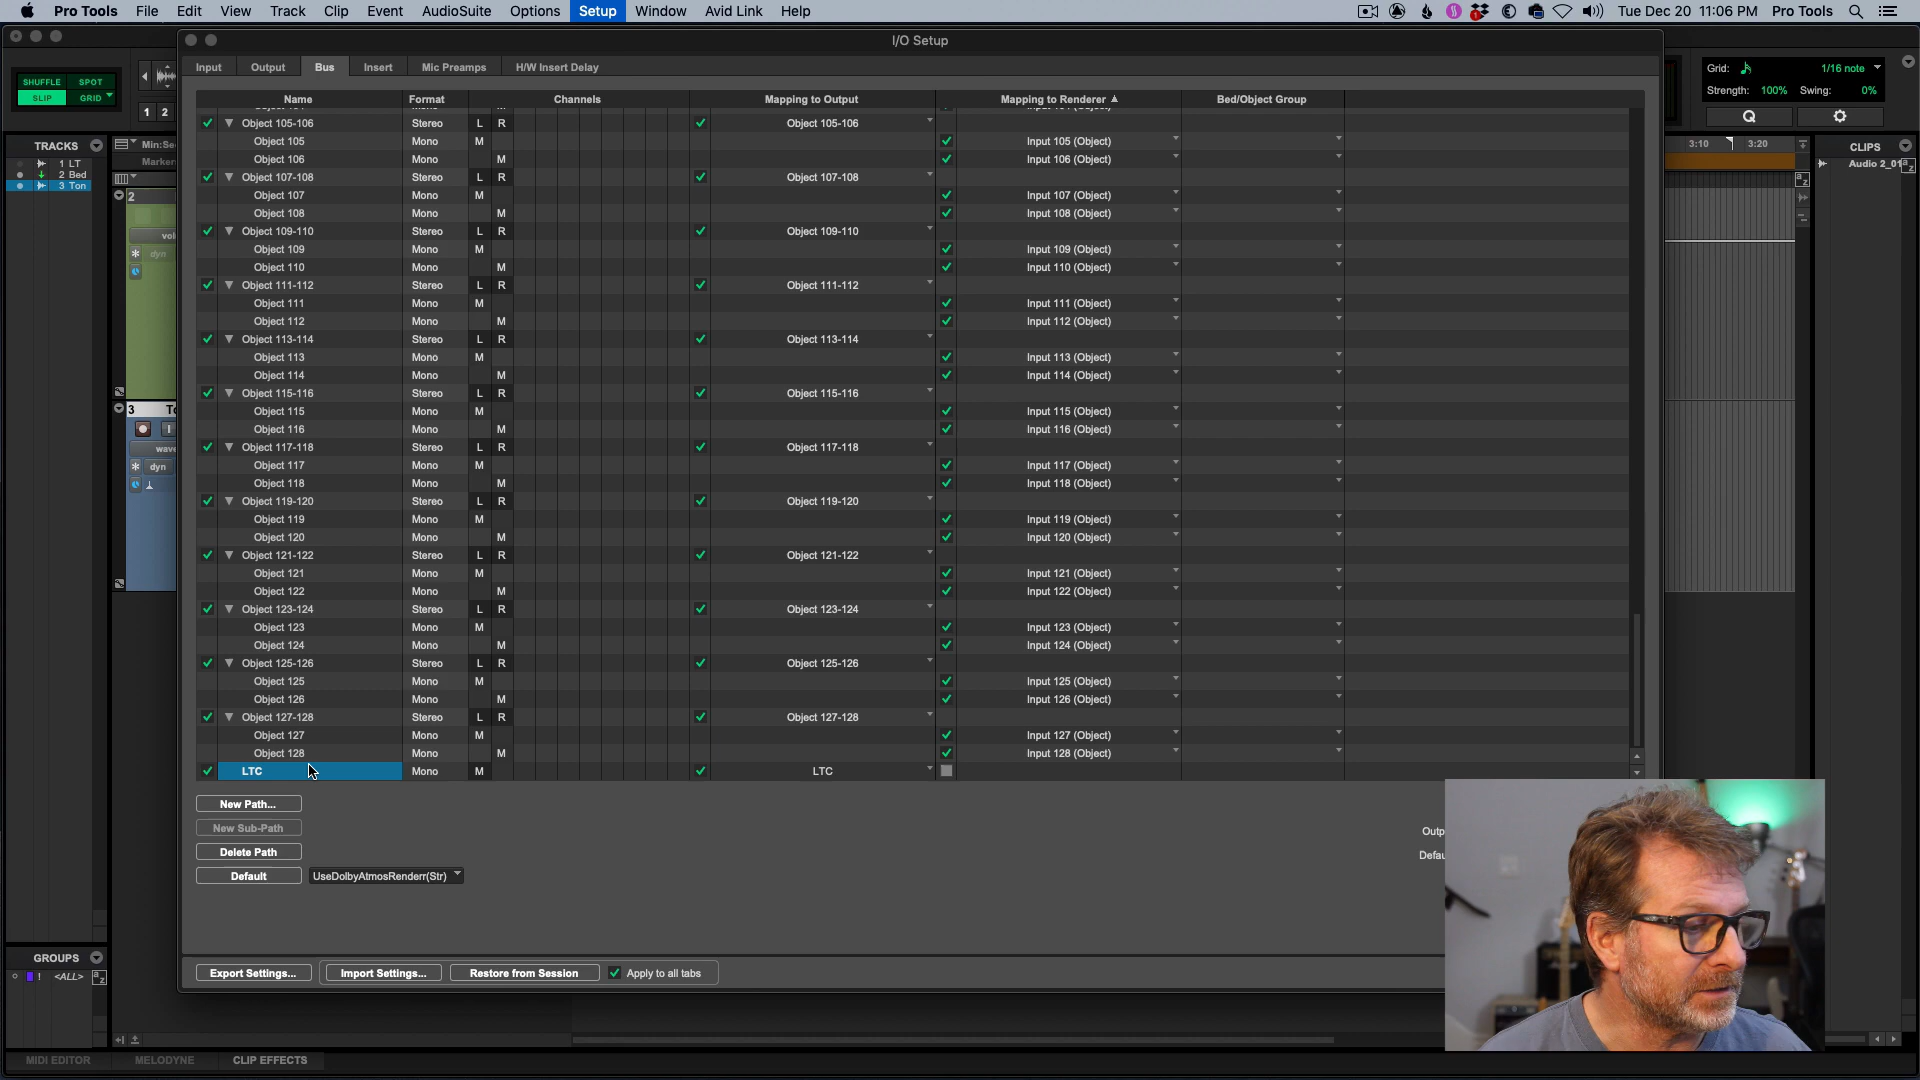 Pro Tools File Edit View Track Clip Event AudioSuite Options Setup Window Avid Link Help Tue Dec 20 11:06 PM Pro Tools
I/O Setup
SHUFFLE SPOT
SLIP GRID
1 2
Input Output Bus Insert Mic Preamps H/W Insert Delay
Grid: 1/16 note
Strength: 100% Swing: 0%
Q
TRACKS
1 LT
2 Bed
3 Ton
Min:Se
Marker
2
vol
dyn
3 To
I
wave
dyn
3:10 3:20
CLIPS
Audio 2_01
Name Format Channels Mapping to Output Mapping to Renderer Bed/Object Group
Object 105-106 Stereo L R Object 105-106
Object 105 Mono M Input 105 (Object)
Object 106 Mono M Input 106 (Object)
Object 107-108 Stereo L R Object 107-108
Object 107 Mono M Input 107 (Object)
Object 108 Mono M Input 108 (Object)
Object 109-110 Stereo L R Object 109-110
Object 109 Mono M Input 109 (Object)
Object 110 Mono M Input 110 (Object)
Object 111-112 Stereo L R Object 111-112
Object 111 Mono M Input 111 (Object)
Object 112 Mono M Input 112 (Object)
Object 113-114 Stereo L R Object 113-114
Object 113 Mono M Input 113 (Object)
Object 114 Mono M Input 114 (Object)
Object 115-116 Stereo L R Object 115-116
Object 115 Mono M Input 115 (Object)
Object 116 Mono M Input 116 (Object)
Object 117-118 Stereo L R Object 117-118
Object 117 Mono M Input 117 (Object)
Object 118 Mono M Input 118 (Object)
Object 119-120 Stereo L R Object 119-120
Object 119 Mono M Input 119 (Object)
Object 120 Mono M Input 120 (Object)
Object 121-122 Stereo L R Object 121-122
Object 121 Mono M Input 121 (Object)
Object 122 Mono M Input 122 (Object)
Object 123-124 Stereo L R Object 123-124
Object 123 Mono M Input 123 (Object)
Object 124 Mono M Input 124 (Object)
Object 125-126 Stereo L R Object 125-126
Object 125 Mono M Input 125 (Object)
Object 126 Mono M Input 126 (Object)
Object 127-128 Stereo L R Object 127-128
Object 127 Mono M Input 127 (Object)
Object 128 Mono M Input 128 (Object)
LTC Mono M LTC
New Path...
New Sub-Path
Delete Path
Default UseDolbyAtmosRenderr(Str)
Outp
Defau
GROUPS
! <ALL> a z
Export Settings... Import Settings... Restore from Session Apply to all tabs
MIDI EDITOR MELODYNE CLIP EFFECTS